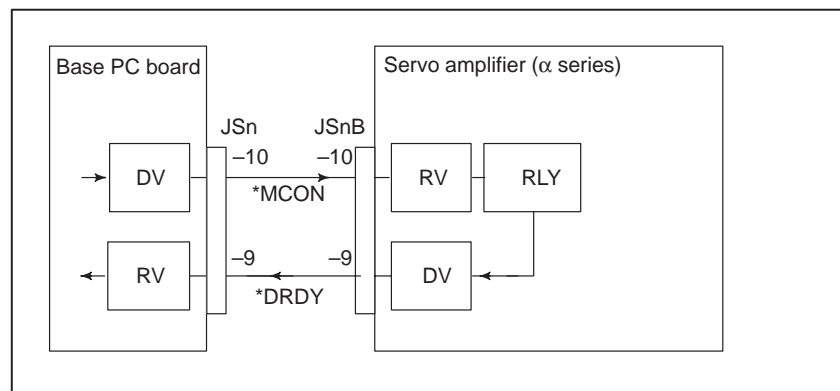 Base PC board
Servo amplifier (α series)
JSn
JSnB
–10
–10
DV
*MCON
RV
RLY
–9
–9
RV
*DRDY
DV